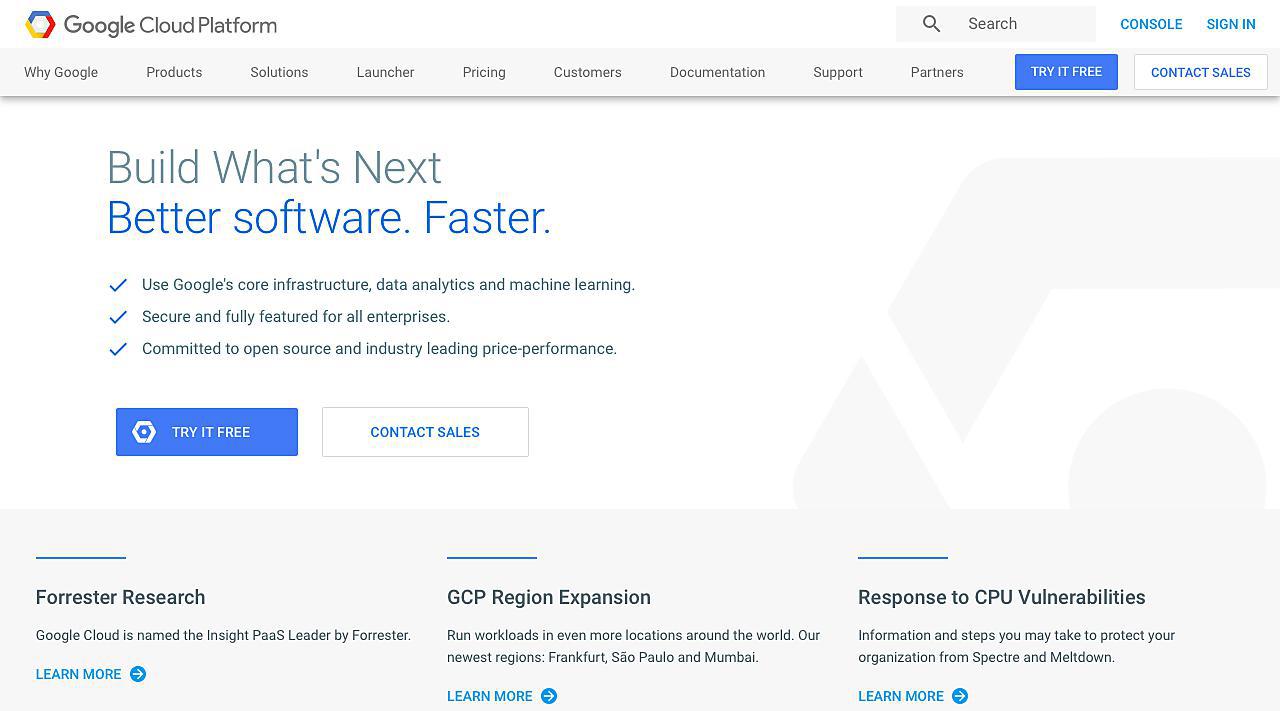 Google Cloud Platform
Search
CONSOLE
SIGN IN
Why Google
Products
Solutions
Launcher
Pricing
Customers
Documentation
Support
Partners
TRY IT FREE
CONTACT SALES
Build What's Next
Better software. Faster.
Use Google's core infrastructure, data analytics and machine learning.
Secure and fully featured for all enterprises.
Committed to open source and industry leading price-performance.
TRY IT FREE
CONTACT SALES
Forrester Research
Google Cloud is named the Insight PaaS Leader by Forrester.
LEARN MORE
GCP Region Expansion
Run workloads in even more locations around the world. Our
newest regions: Frankfurt, São Paulo and Mumbai.
LEARN MORE
Response to CPU Vulnerabilities
Information and steps you may take to protect your
organization from Spectre and Meltdown.
LEARN MORE